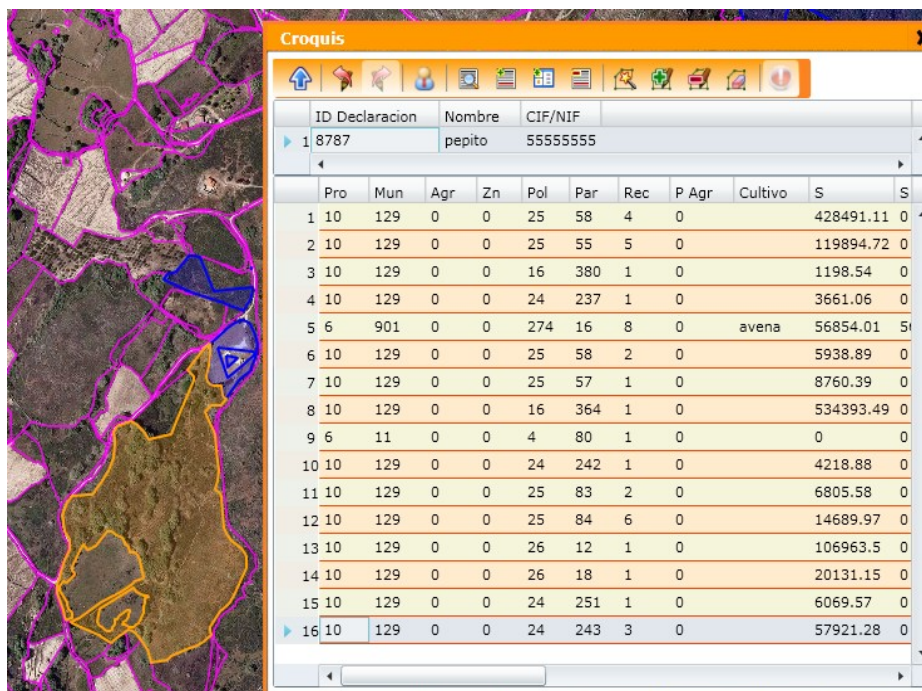 Croquis
ID Declaracion Nombre CIF/NIF
1 8787 pepito 55555555
Pro Mun Agr Zn Pol Par Rec P Agr Cultivo S S
1 10 129 0 0 25 58 4 0 428491.11 0
2 10 129 0 0 25 55 5 0 119894.72 0
3 10 129 0 0 16 380 1 0 1198.54 0
4 10 129 0 0 24 237 1 0 3661.06 0
5 6 901 0 0 274 16 8 0 avena 56854.01
6 10 129 0 0 25 58 2 0 5938.89 0
7 10 129 0 0 25 57 1 0 8760.39 0
8 10 129 0 0 16 364 1 0 534393.49 0
9 6 11 0 0 4 80 1 0 0 0
10 10 129 0 0 24 242 1 0 4218.88 0
11 10 129 0 0 25 83 2 0 6805.58 0
12 10 129 0 0 25 84 6 0 14689.97 0
13 10 129 0 0 26 12 1 0 106963.5 0
14 10 129 0 0 26 18 1 0 20131.15 0
15 10 129 0 0 24 251 1 0 6069.57 0
16 10 129 0 0 24 243 3 0 57921.28 0